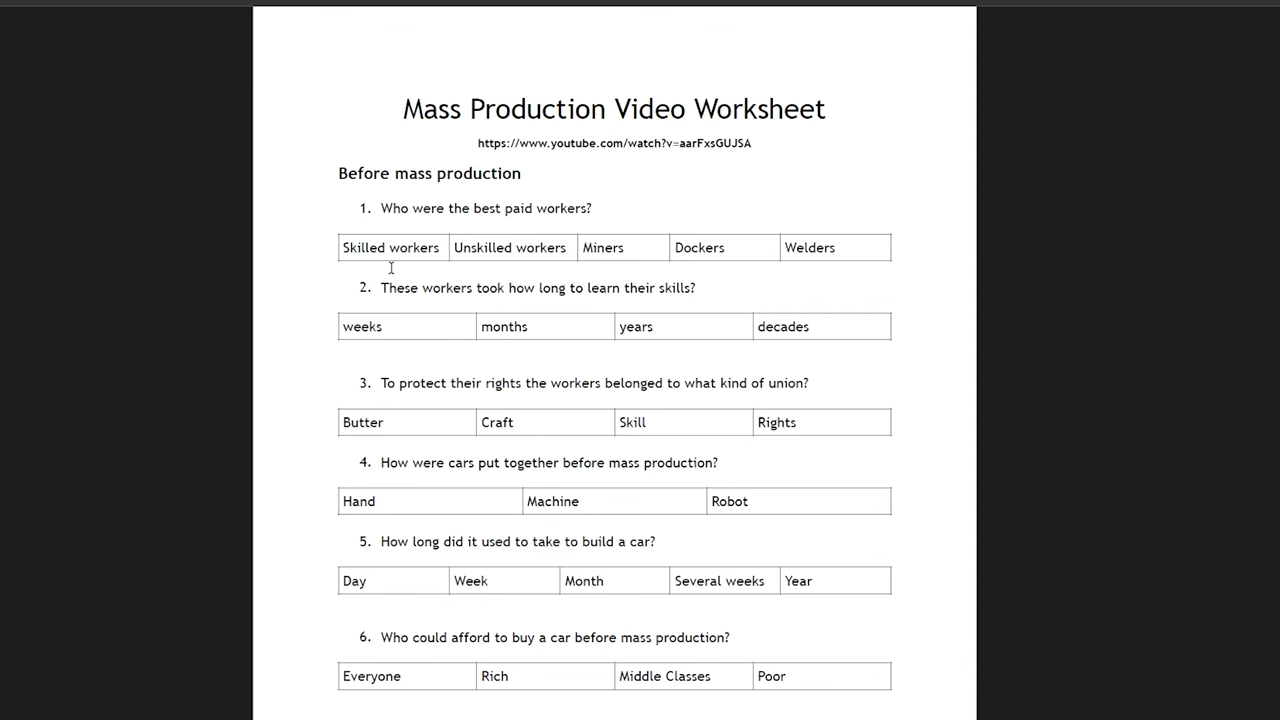 Mass Production Video Worksheet
https://www.youtube.com/watch?v=aarFxsGUJSA
Before mass production
1. Who were the best paid workers?
Skilled workers Unskilled workers Miners Dockers Welders
2. These workers took how long to learn their skills?
weeks months years decades
3. To protect their rights the workers belonged to what kind of union?
Butter Craft Skill Rights
4. How were cars put together before mass production?
Hand Machine Robot
5. How long did it used to take to build a car?
Day Week Month Several weeks Year
6. Who could afford to buy a car before mass production?
Everyone Rich Middle Classes Poor